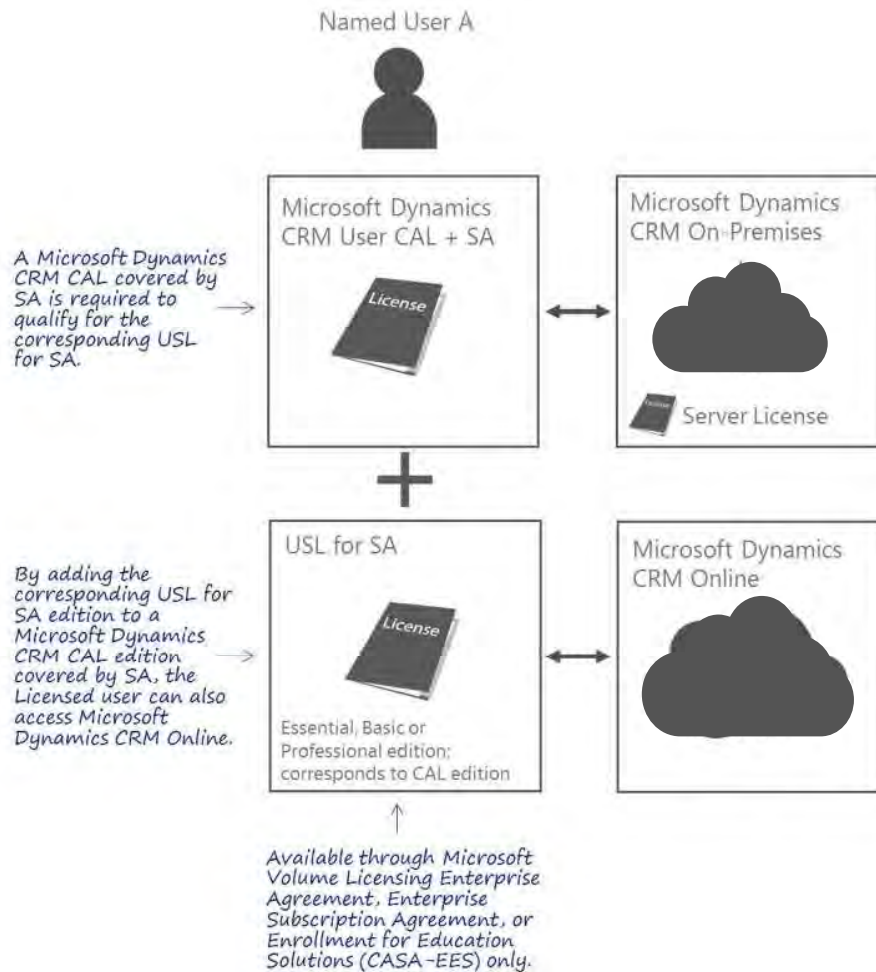 Named User A
Microsoft Dynamics
CRM User CAL + SA
License
Microsoft Dynamics
CRM On-Premises
Server License
A Microsoft Dynamics
CRM CAL covered by
SA is required to
qualify for the
corresponding USL
for SA.
USL for SA
License
Essential, Basic or
Professional edition;
corresponds to CAL edition
Microsoft Dynamics
CRM Online
By adding the
corresponding USL for
SA edition to a
Microsoft Dynamics
CRM CAL edition
covered by SA, the
Licensed user can also
access Microsoft
Dynamics CRM Online.
Available through Microsoft
Volume Licensing Enterprise
Agreement, Enterprise
Subscription Agreement, or
Enrollment for Education
Solutions (CASA-EES) only.